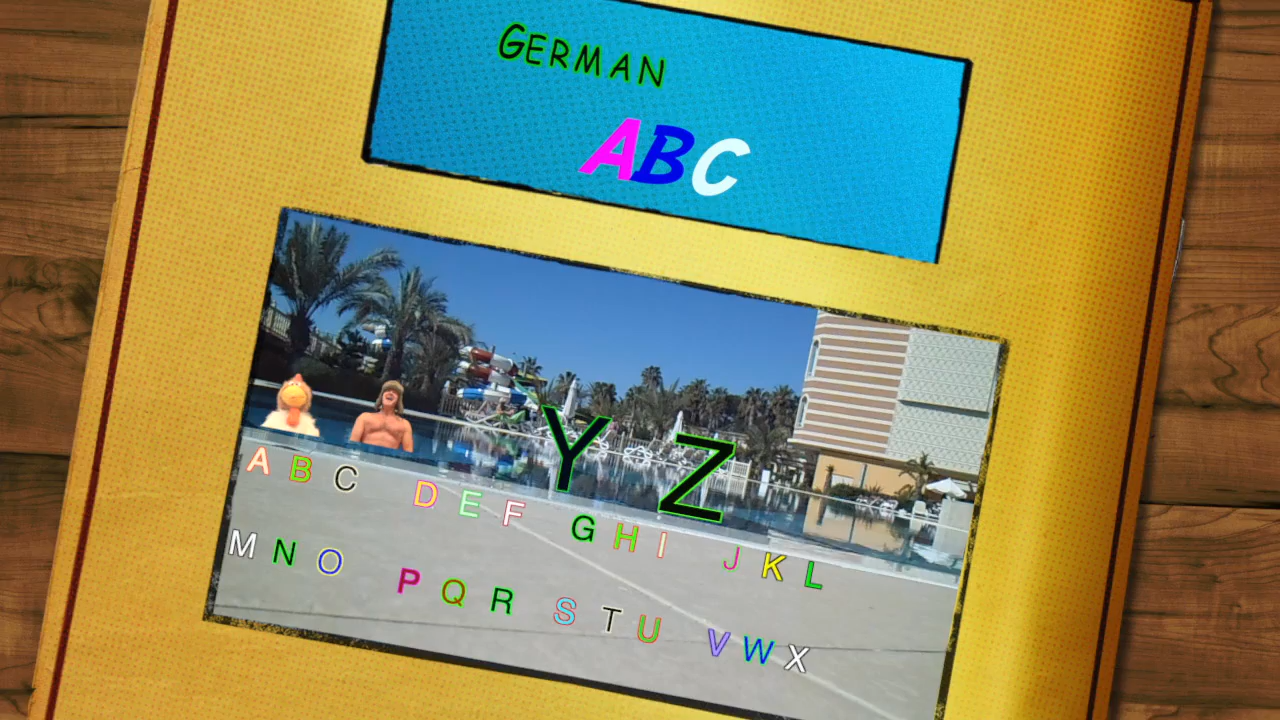 GERMAN
ABC
Y Z
A B C D E F G H I J K L
M N O P Q R S T U V W X